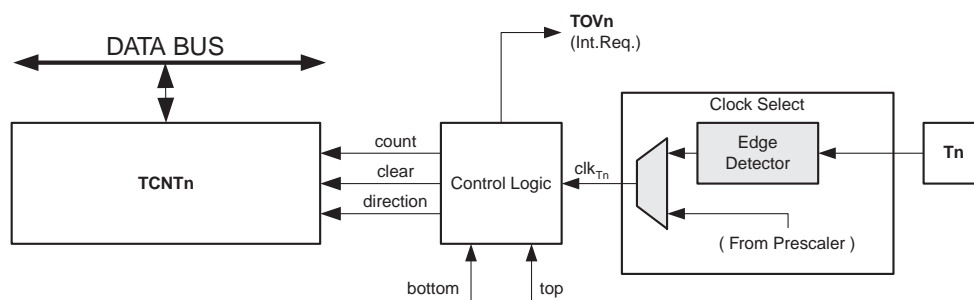 TOVn
(Int.Req.)
DATA BUS
Clock Select
TCNTn
count
clear
direction
Control Logic
clkTn
Edge
Detector
Tn
( From Prescaler )
bottom
top